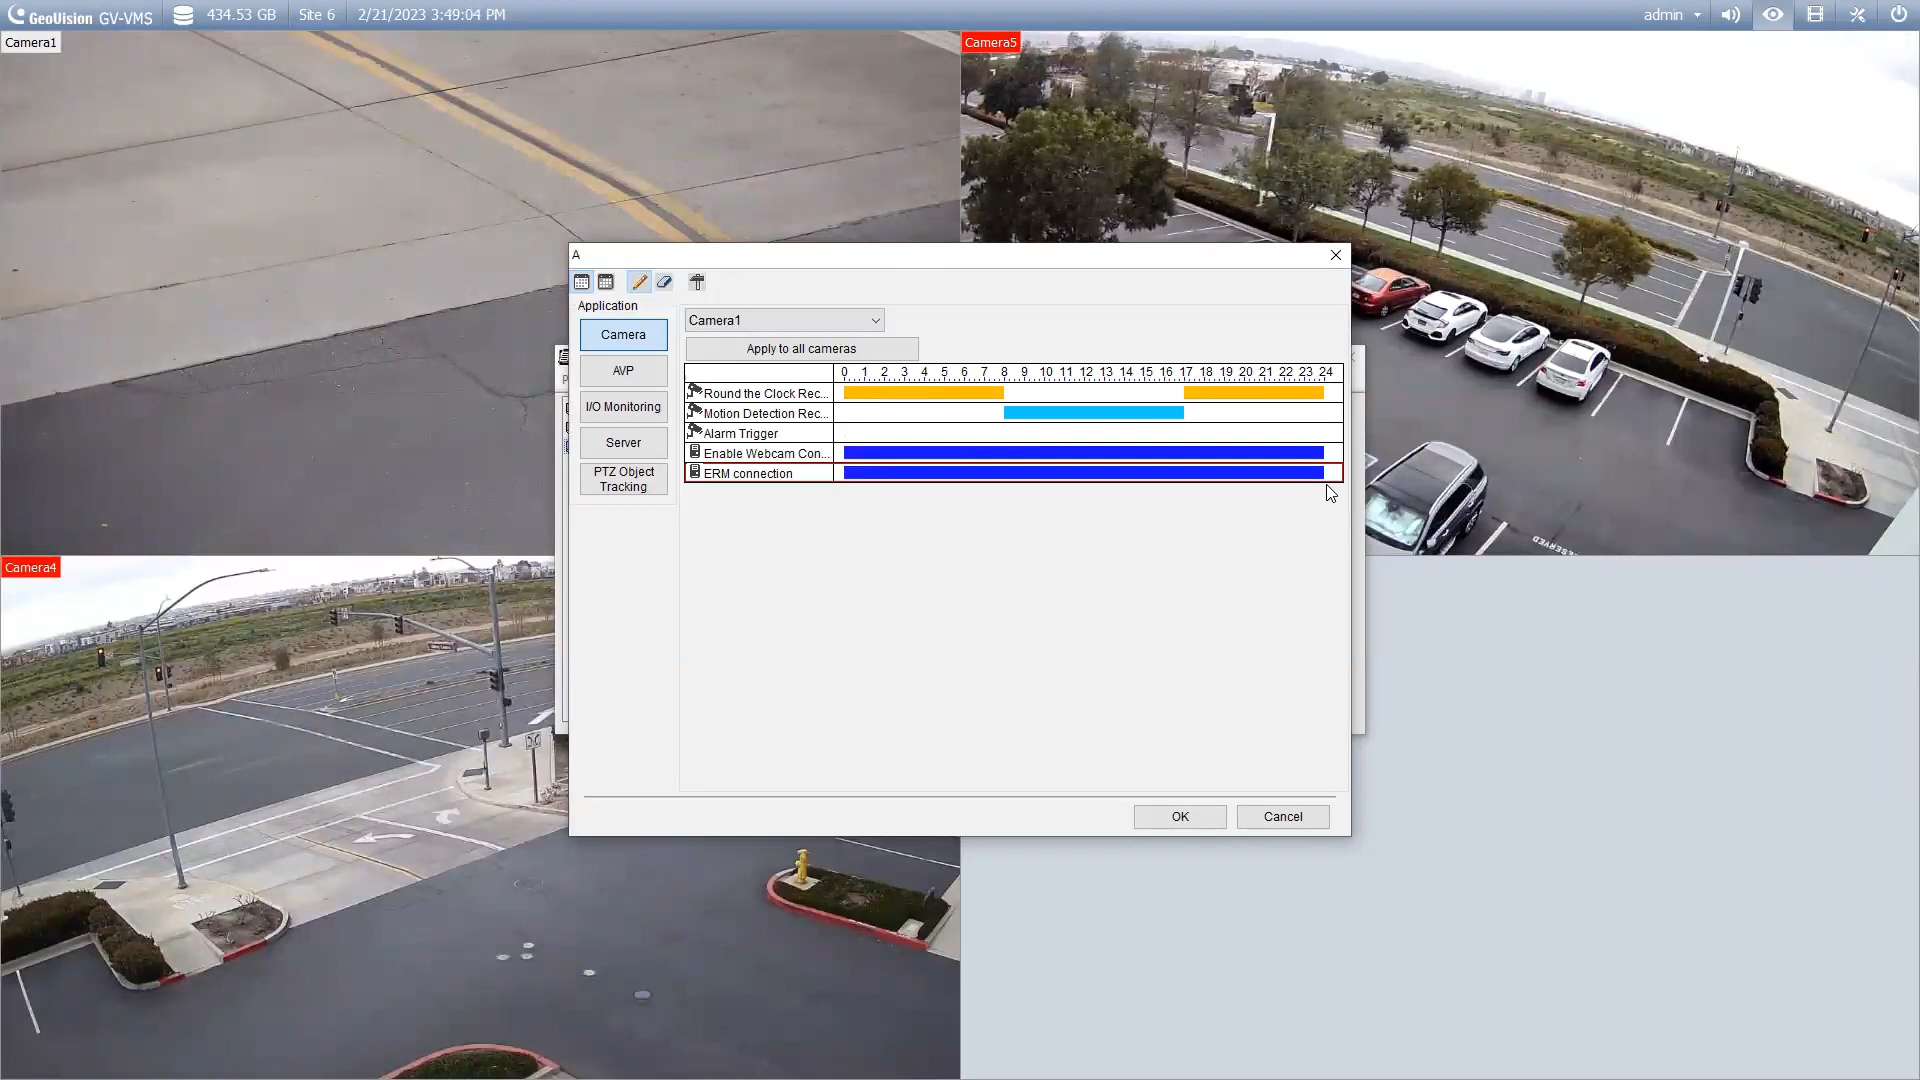 GeoVision GV-VMS 434.53 GB Site 6 2/21/2023 3:49:04 PM admin
Camera1
Camera5
A
Application
Camera
AVP
I/O Monitoring
Server
PTZ Object
Tracking
Camera1
Apply to all cameras
0 1 2 3 4 5 6 7 8 9 10 11 12 13 14 15 16 17 18 19 20 21 22 23 24
Round the Clock Rec...
Motion Detection Rec...
Alarm Trigger
Enable Webcam Con...
ERM connection
RESERVED
Camera4
OK Cancel